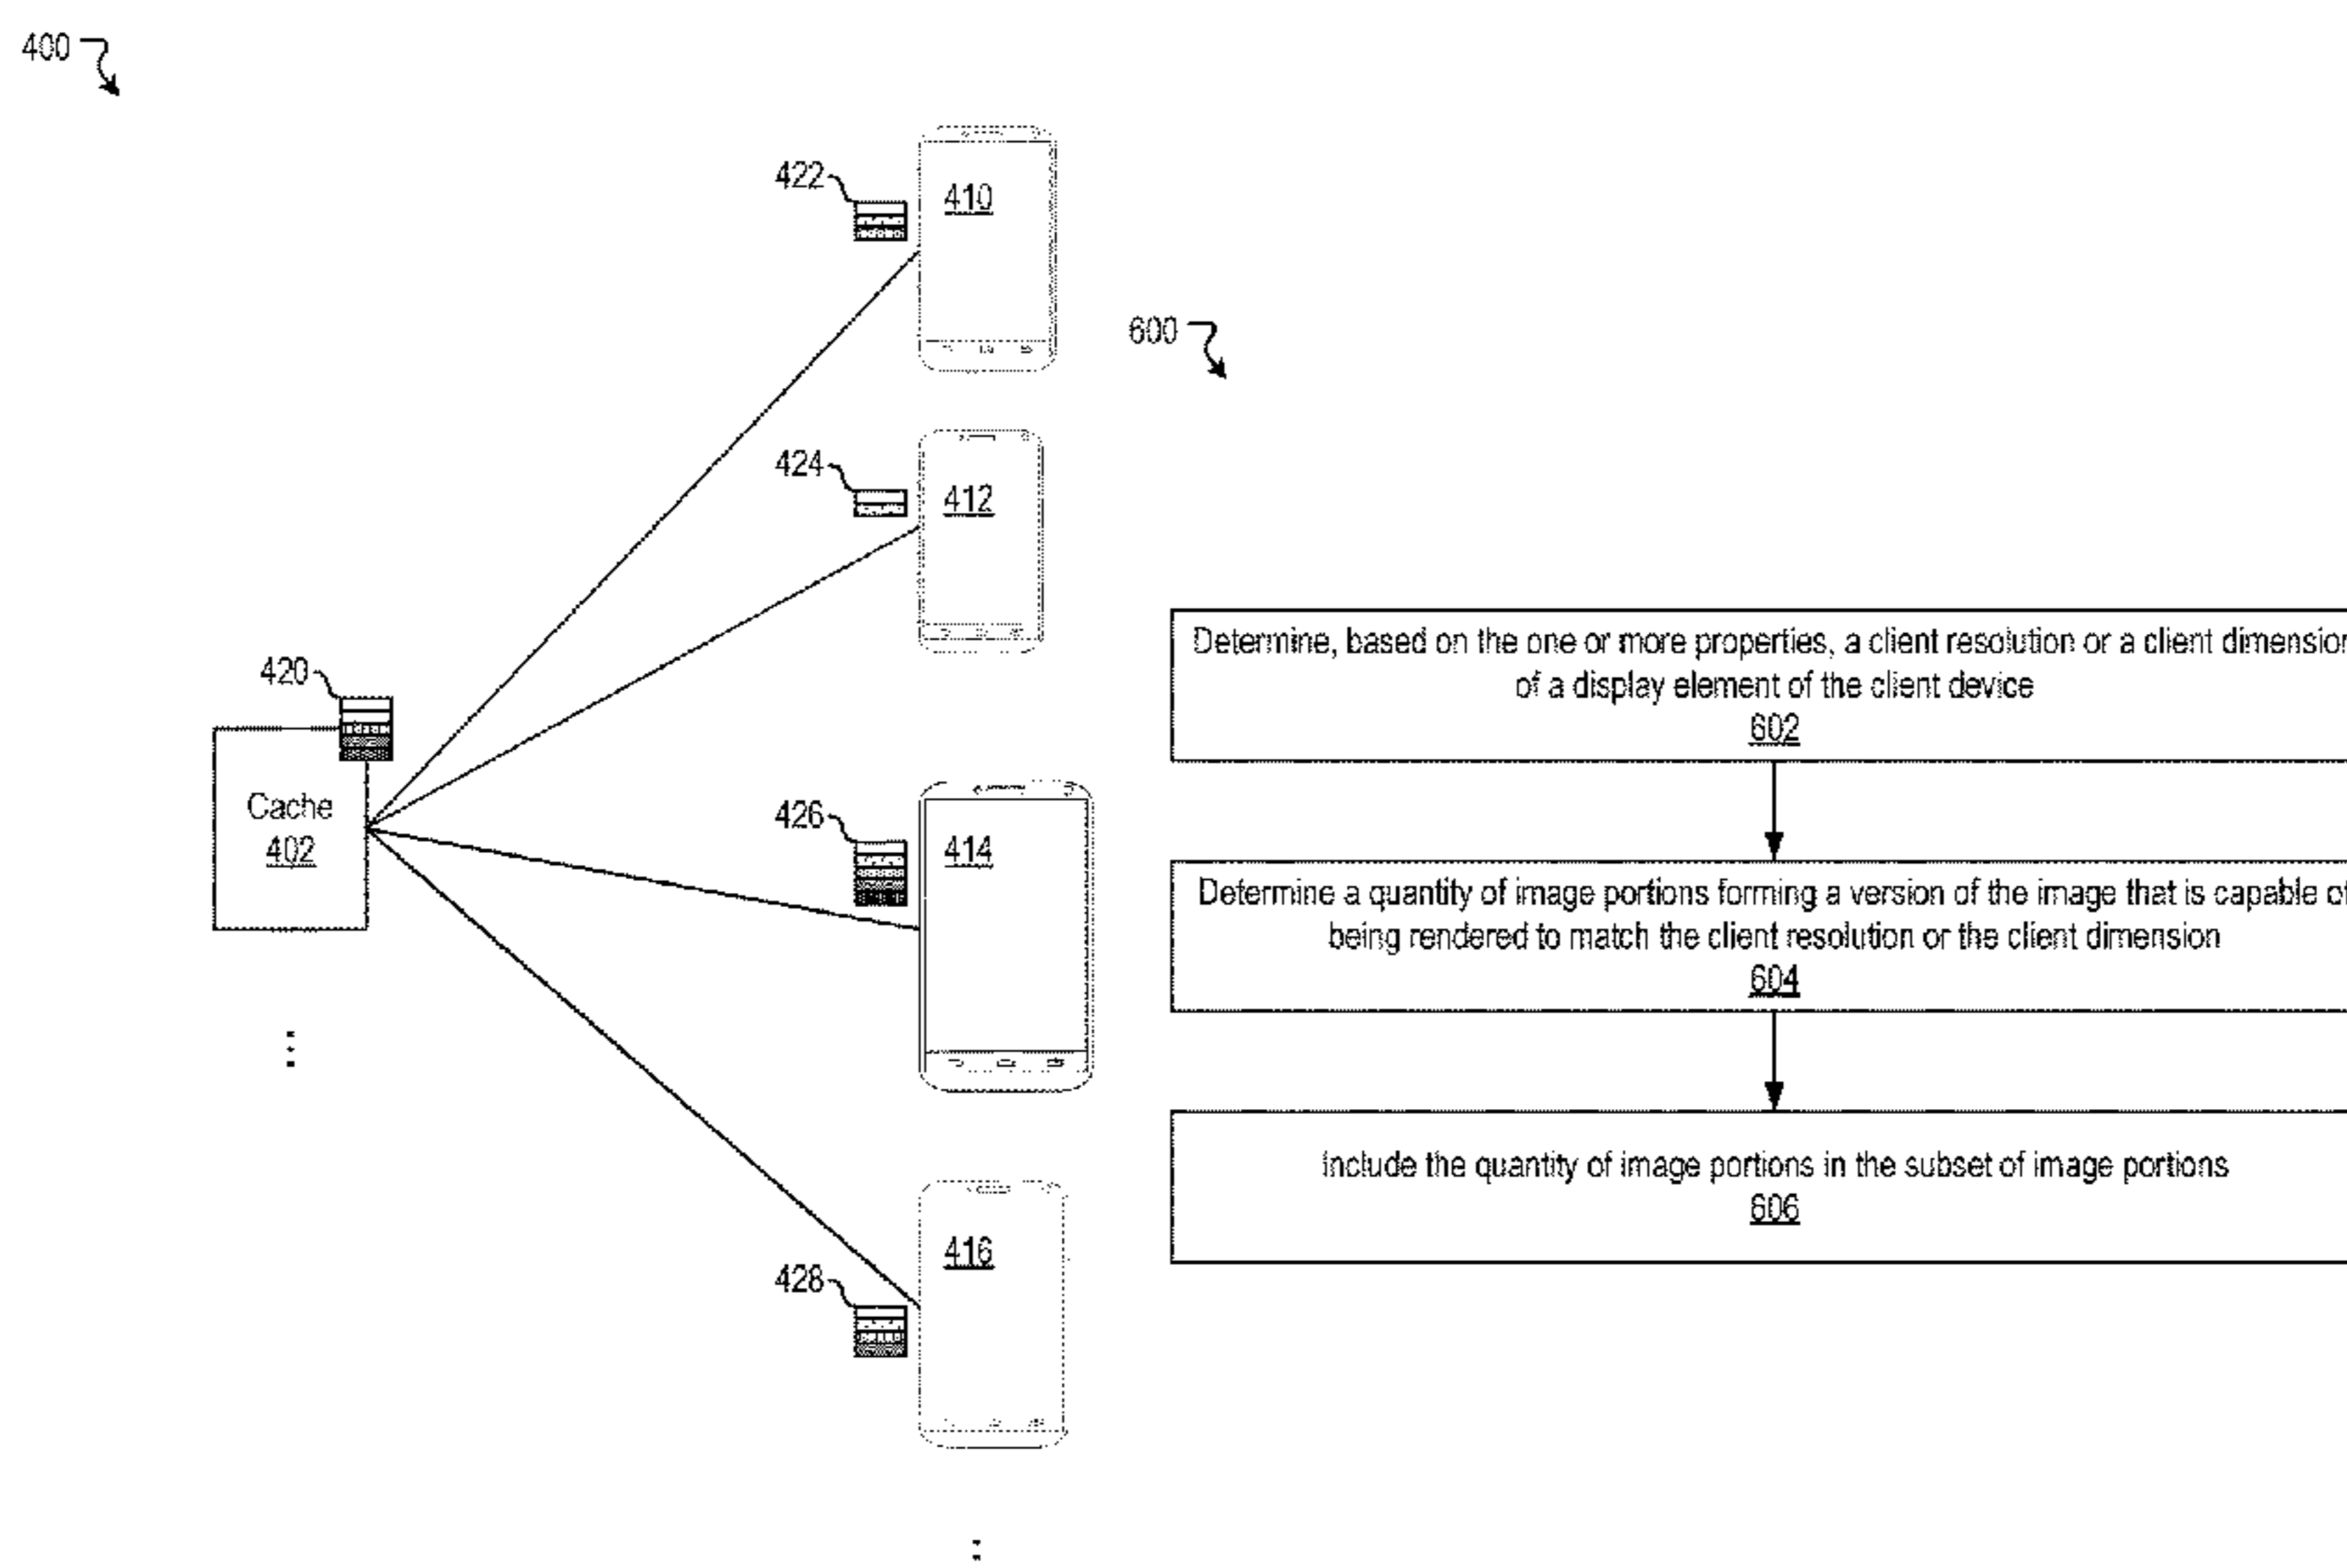 400
422
410
600
424
412
420
Cache
402
426
414
428
416
Determine, based on the one or more properties, a client resolution or a client dimension
of a display element of the client device
602
Determine a quantity of image portions forming a version of the image that is capable of
being rendered to match the client resolution or the client dimension
604
Include the quantity of image portions in the subset of image portions
606